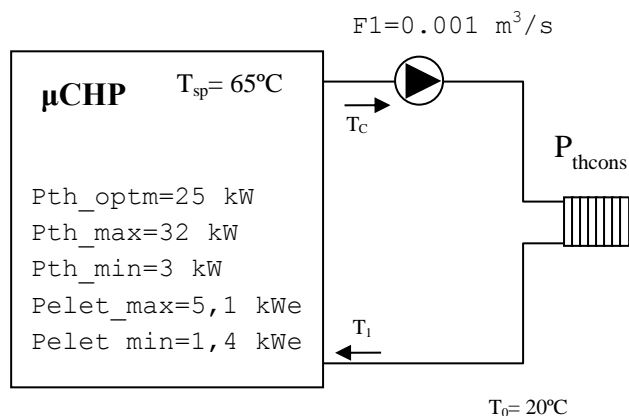 F1=0.001 m³/s
μCHP
Tsp= 65ºC
TC
Pthcons
Pth_optm=25 kW
Pth_max=32 kW
Pth_min=3 kW
Pelet_max=5,1 kWe
Pelet min=1,4 kWe
T1
T0= 20ºC